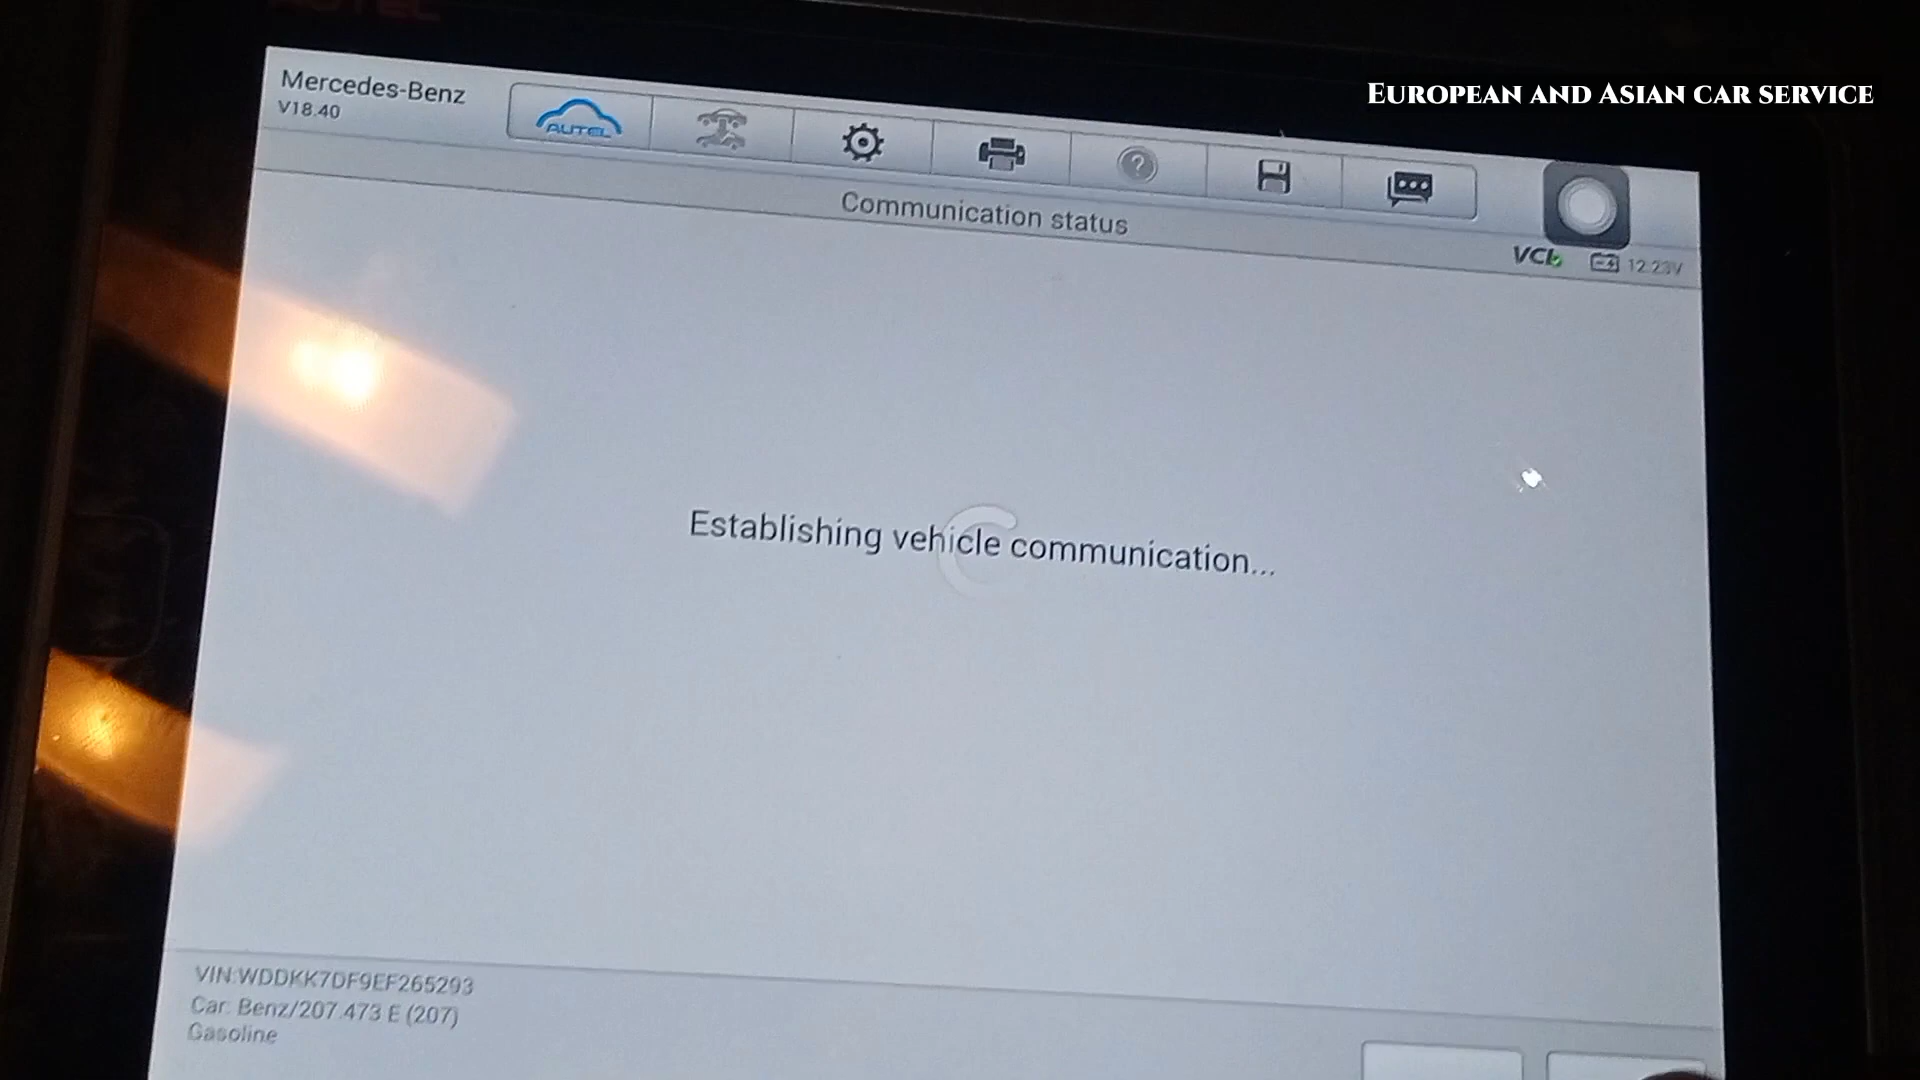 AUTEL
EUROPEAN AND ASIAN CAR SERVICE
Mercedes-Benz
V18.40
AUTEL
Communication status
VCI
12.23V
Establishing vehicle communication...
VIN:WDDKK7DF9EF265293
Car: Benz/207.473 E (207)
Gasoline